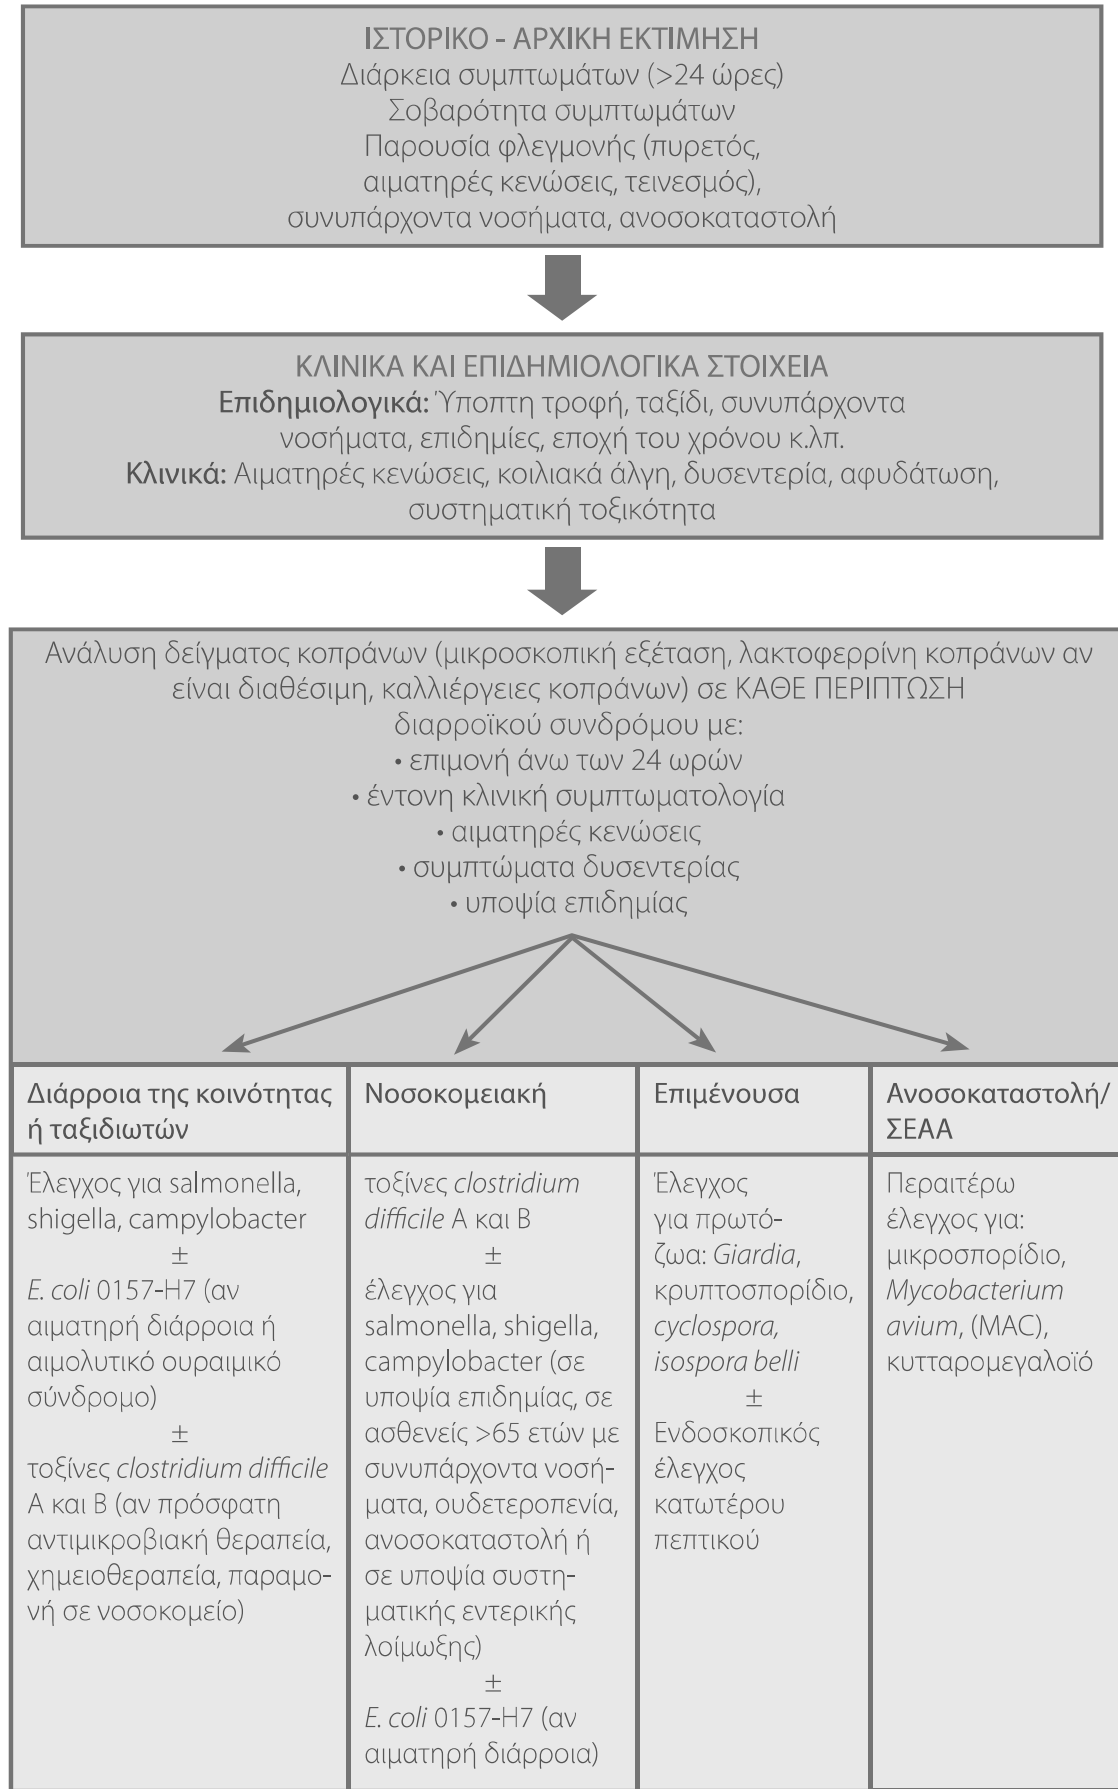 ΙΣΤΟΡΙΚΟ - ΑΡΧΙΚΗ ΕΚΤΙΜΗΣΗ
Διάρκεια συμπτωμάτων (>24 ώρες)
Σοβαρότητα συμπτωμάτων
Παρουσία φλεγμονής (πυρετός,
αιματηρές κενώσεις, τεινεσμός),
συνυπάρχοντα νοσήματα, ανοσοκαταστολή
ΚΛΙΝΙΚΑ ΚΑΙ ΕΠΙΔΗΜΙΟΛΟΓΙΚΑ ΣΤΟΙΧΕΙΑ
Επιδημιολογικά: Ύποπτη τροφή, ταξίδι, συνυπάρχοντα
νοσήματα, επιδημίες, εποχή του χρόνου κ.λπ.
Κλινικά: Αιματηρές κενώσεις, κοιλιακά άλγη, δυσεντερία, αφυδάτωση,
συστηματική τοξικότητα
Ανάλυση δείγματος κοπράνων (μικροσκοπική εξέταση, λακτοφερρίνη κοπράνων αν
είναι διαθέσιμη, καλλιέργειες κοπράνων) σε ΚΑΘΕ ΠΕΡΙΠΤΩΣΗ
διαρροϊκού συνδρόμου με:
• επιμονή άνω των 24 ωρών
• έντονη κλινική συμπτωματολογία
• αιματηρές κενώσεις
• συμπτώματα δυσεντερίας
• υποψία επιδημίας
Διάρροια της κοινότητας
ή ταξιδιωτών
Έλεγχος για salmonella,
shigella, campylobacter
±
E. coli 0157-H7 (αν
αιματηρή διάρροια ή
αιμολυτικό ουραιμικό
σύνδρομο)
±
τοξίνες clostridium difficile
Α και Β (αν πρόσφατη
αντιμικροβιακή θεραπεία,
χημειοθεραπεία, παραμο-
νή σε νοσοκομείο)
Νοσοκομειακή
τοξίνες clostridium
difficile Α και Β
±
έλεγχος για
salmonella, shigella,
campylobacter (σε
υποψία επιδημίας, σε
ασθενείς >65 ετών με
συνυπάρχοντα νοσή-
ματα, ουδετεροπενία,
ανοσοκαταστολή ή
σε υποψία συστη-
ματικής εντερικής
λοίμωξης)
±
E. coli 0157-H7 (αν
αιματηρή διάρροια)
Επιμένουσα
Έλεγχος
για πρωτό-
ζωα: Giardia,
κρυπτοσπορίδιο,
cyclospora,
isospora belli
±
Ενδοσκοπικός
έλεγχος
κατωτέρου
πεπτικού
Ανοσοκαταστολή/
ΣΕΑΑ
Περαιτέρω
έλεγχο για:
μικροσπορίδιο,
Mycobacterium
avium, (MAC),
κυτταρομεγαλοϊό